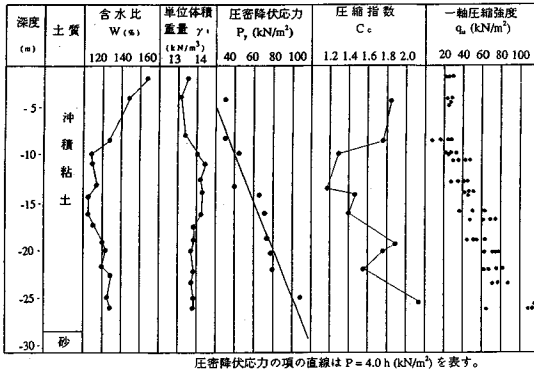 深度
(m)
土 質
含 水 比
W (%)
120 140 160
単位体積
重量 γt
(kN/m³)
13 14
圧密降伏応力
Py (kN/m²)
40 60 80 100
圧 縮 指 数
Cc
1.2 1.4 1.6 1.8 2.0
一軸圧縮強度
qu (kN/m²)
20 40 60 80 100
-5
-10
-15
-20
-25
-30
沖
積
粘
土
砂
圧密降伏応力の項の直線は P = 4.0 h (kN/m²) を表す。